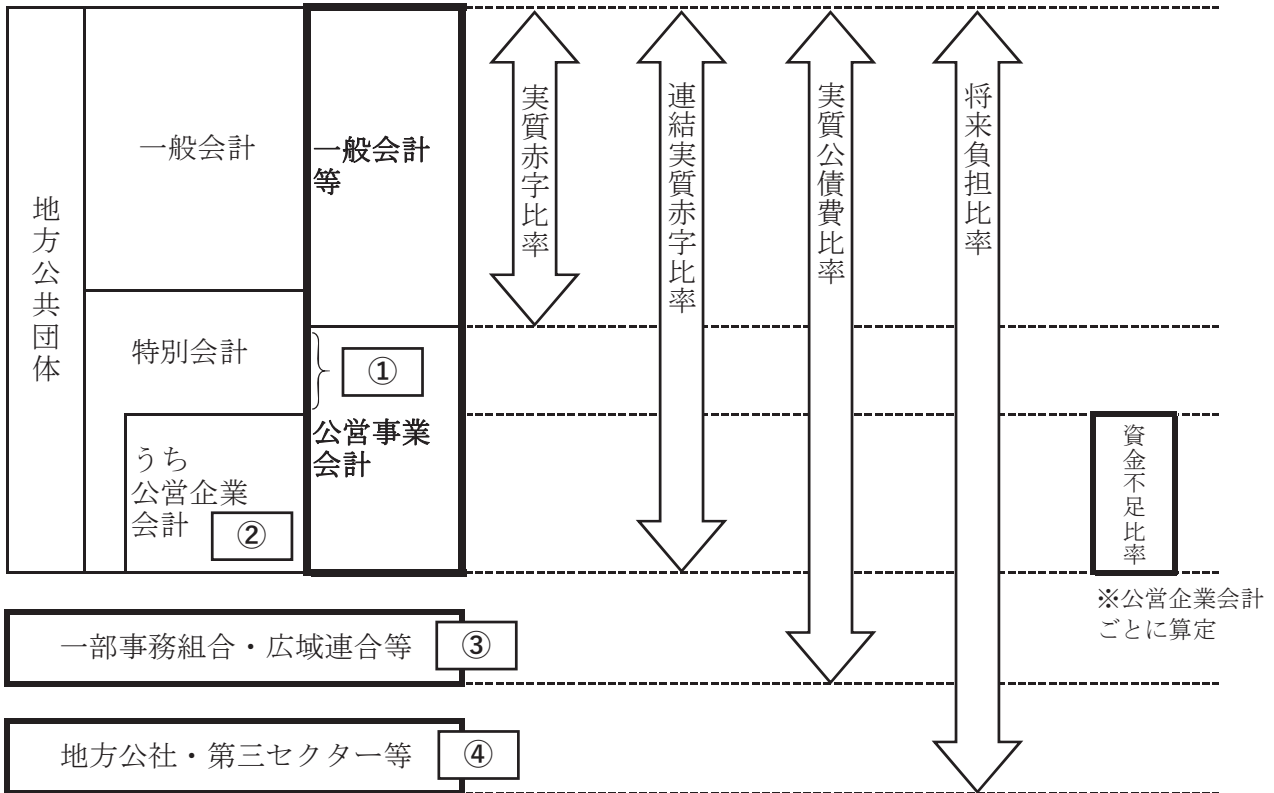 地方公共団体
一般会計
特別会計
うち
公営企業
会計
②
一般会計
等
①
公営事業
会計
実質赤字比率
連結実質赤字比率
実質公債費比率
将来負担比率
資金不足比率
※公営企業会計
ごとに算定
一部事務組合・広域連合等
③
地方公社・第三セクター等
④